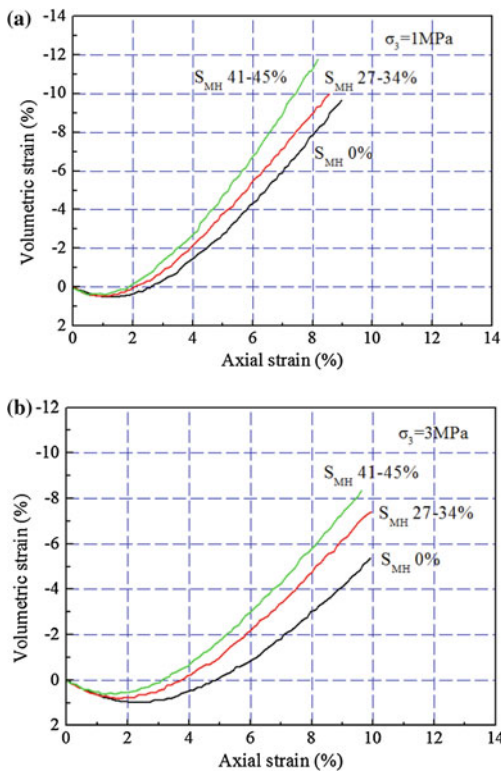 (a)
-14
-12
-10
-8
-6
-4
-2
0
2
Volumetric strain (%)
σ3=1MPa
SMH 41-45%
SMH 27-34%
SMH 0%
0 2 4 6 8 10 12 14
Axial strain (%)
(b)
-12
-10
-8
-6
-4
-2
0
2
Volumetric strain (%)
σ3=3MPa
SMH 41-45%
SMH 27-34%
SMH 0%
0 2 4 6 8 10 12 14
Axial strain (%)